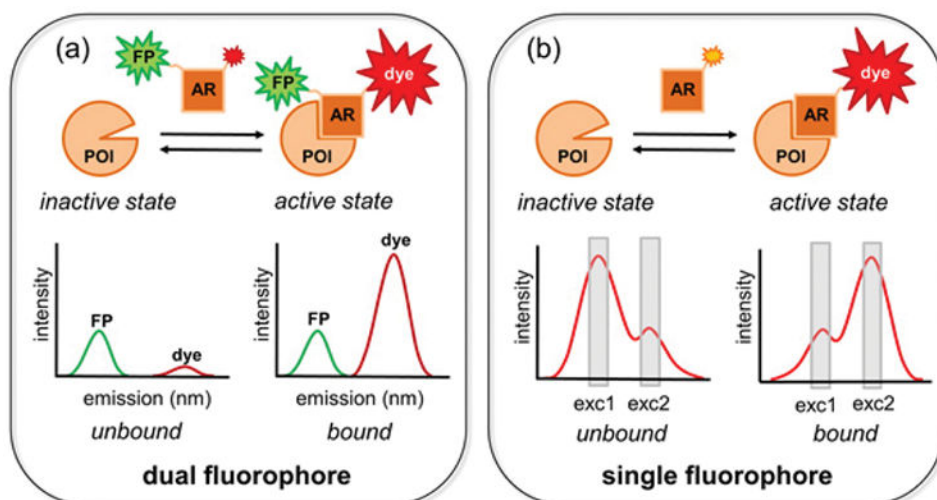 (a)
FP
AR
FP
dye
AR
POI
POI
inactive state
active state
intensity
FP
dye
emission (nm)
unbound
intensity
FP
dye
emission (nm)
bound
dual fluorophore
(b)
AR
dye
AR
POI
POI
inactive state
active state
intensity
exc1 exc2
unbound
intensity
exc1 exc2
bound
single fluorophore